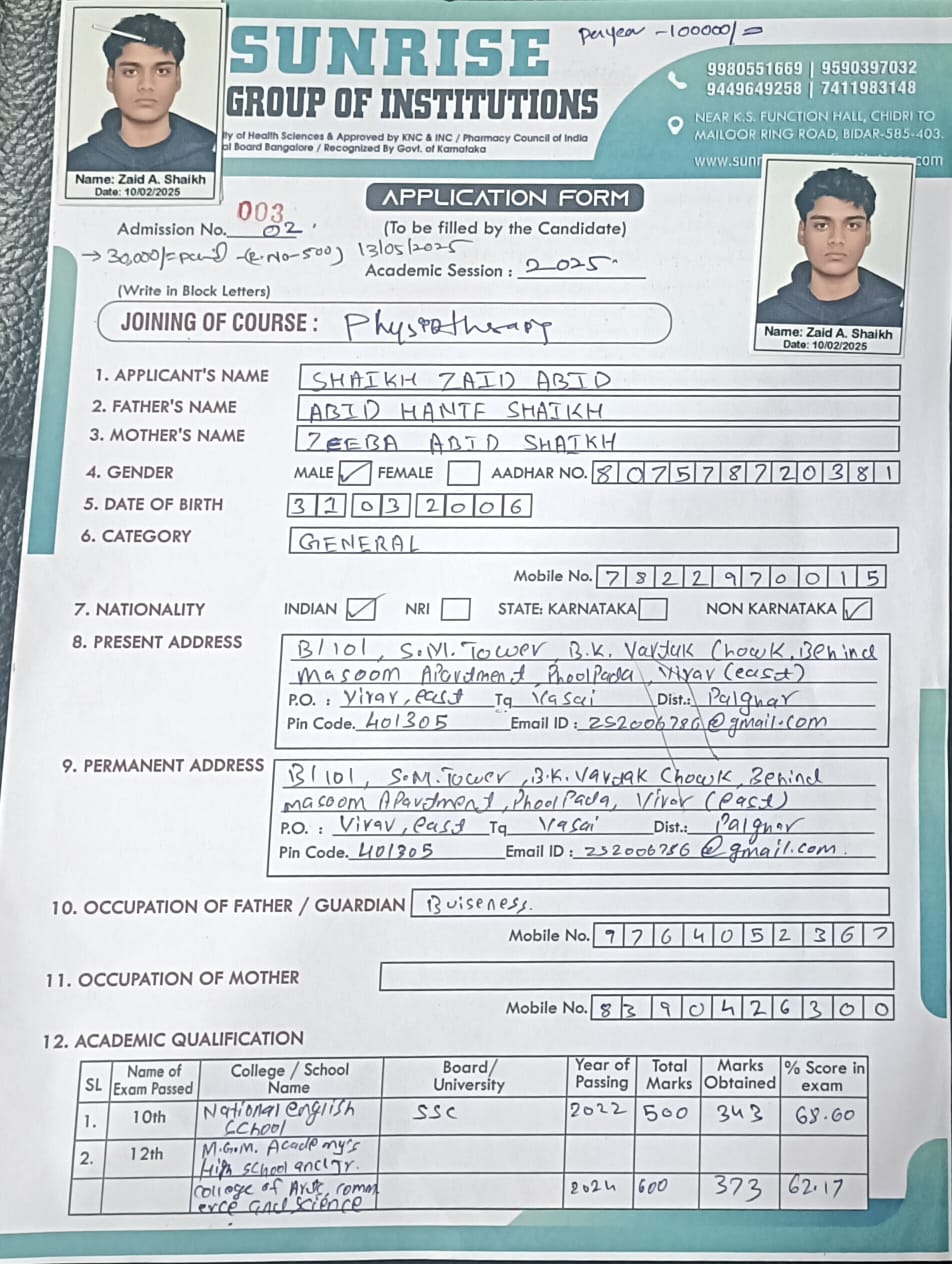 Per year -100000/=
SUNRISE
GROUP OF INSTITUTIONS
ty of Health Sciences & Approved by KNC & INC / Pharmacy Council of India
al Board Bangalore / Recognized By Govt. of Karnataka
9980551669 | 9590397032
9449649258 | 7411983148
NEAR K.S. FUNCTION HALL, CHIDRI TO
MAILOOR RING ROAD, BIDAR-585-403.
www.sunr com
Name: Zaid A. Shaikh
Date: 10/02/2025
APPLICATION FORM
003
Admission No. 02
(To be filled by the Candidate)
→ 30,000/= paid -(R.No-500) 13/05/2025
Academic Session : 2025
(Write in Block Letters)
JOINING OF COURSE : Physiotherapy
Name: Zaid A. Shaikh
Date: 10/02/2025
1. APPLICANT'S NAME SHAIKH ZAID ABID
2. FATHER'S NAME ABID HANIF SHAIKH
3. MOTHER'S NAME ZEEBA ABID SHAIKH
4. GENDER MALE ✓ FEMALE AADHAR NO. 807578720381
5. DATE OF BIRTH 31 03 2006
6. CATEGORY GENERAL
Mobile No. 7822970015
7. NATIONALITY INDIAN ✓ NRI STATE: KARNATAKA NON KARNATAKA ✓
8. PRESENT ADDRESS B/101, S.M. Tower, B.K. Vartak Chowk, Behind
masoom Apardment, PhoolPada, Virar (east)
P.O. : Virar, east Tq Vasai Dist.: Palghar
Pin Code. 401305 Email ID : 252006786@gmail.com
9. PERMANENT ADDRESS B/101, S.M. Tower, B.K. Vardak Chowk, Behind
masoom Apardment, PhoolPada, Virar (east)
P.O. : Virar, east Tq Vasai Dist.: Palghar
Pin Code. 401305 Email ID : 252006786@gmail.com.
10. OCCUPATION OF FATHER / GUARDIAN Buiseness.
Mobile No. 9764052367
11. OCCUPATION OF MOTHER
Mobile No. 8390426300
12. ACADEMIC QUALIFICATION
SL Name of Exam Passed College / School Name Board/ University Year of Passing Total Marks Marks Obtained % Score in exam
1. 10th National english school SSC 2022 500 343 68.60
2. 12th M.G.M. Academy's High school and Jr.
college of Arts, comm erce and science 2024 600 373 62.17